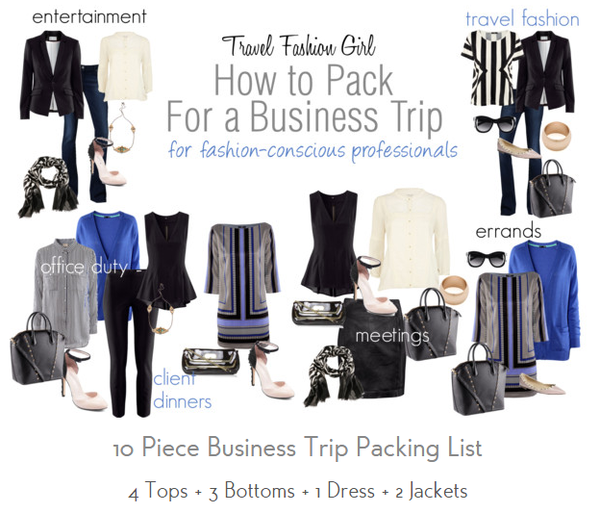 entertainment
travel fashion
Travel Fashion Girl
How to Pack
For a Business Trip
for fashion-conscious professionals
errands
office duty
meetings
client
dinners
10 Piece Business Trip Packing List
4 Tops + 3 Bottoms + 1 Dress + 2 Jackets